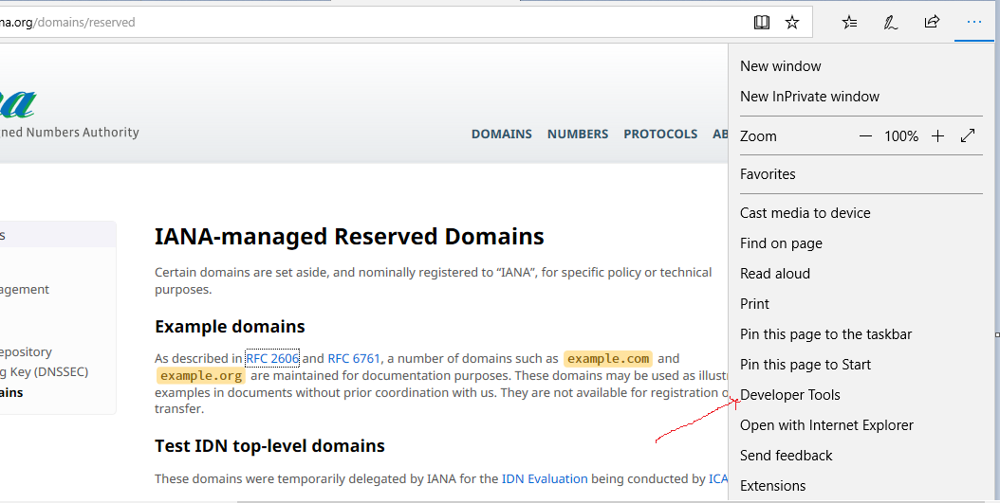 na.org/domains/reserved
ned Numbers Authority
DOMAINS NUMBERS PROTOCOLS AB
IANA-managed Reserved Domains
Certain domains are set aside, and nominally registered to “IANA”, for specific policy or technical
purposes.
Example domains
As described in RFC 2606 and RFC 6761, a number of domains such as example.com and
example.org are maintained for documentation purposes. These domains may be used as illustr
examples in documents without prior coordination with us. They are not available for registration o
transfer.
Test IDN top-level domains
These domains were temporarily delegated by IANA for the IDN Evaluation being conducted by ICA
s
agement
epository
g Key (DNSSEC)
ains
New window
New InPrivate window
Zoom 100%
Favorites
Cast media to device
Find on page
Read aloud
Print
Pin this page to the taskbar
Pin this page to Start
Developer Tools
Open with Internet Explorer
Send feedback
Extensions